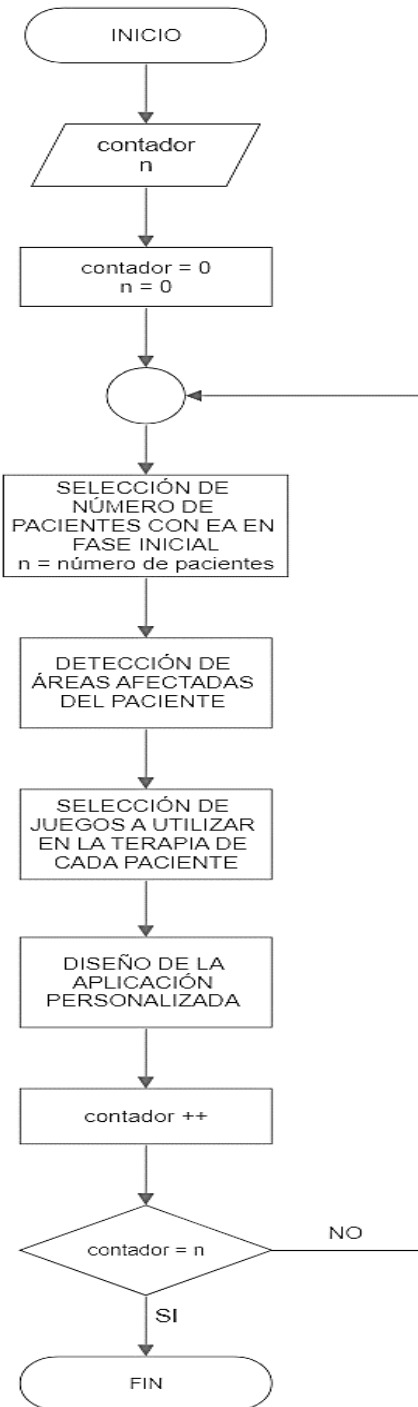 INICIO
contador
n
contador = 0
n = 0
SELECCIÓN DE
NÚMERO DE
PACIENTES CON EA EN
FASE INICIAL
n = número de pacientes
DETECCIÓN DE
ÁREAS AFECTADAS
DEL PACIENTE
SELECCIÓN DE
JUEGOS A UTILIZAR
EN LA TERAPIA DE
CADA PACIENTE
DISEÑO DE LA
APLICACIÓN
PERSONALIZADA
contador ++
contador = n
NO
SI
FIN